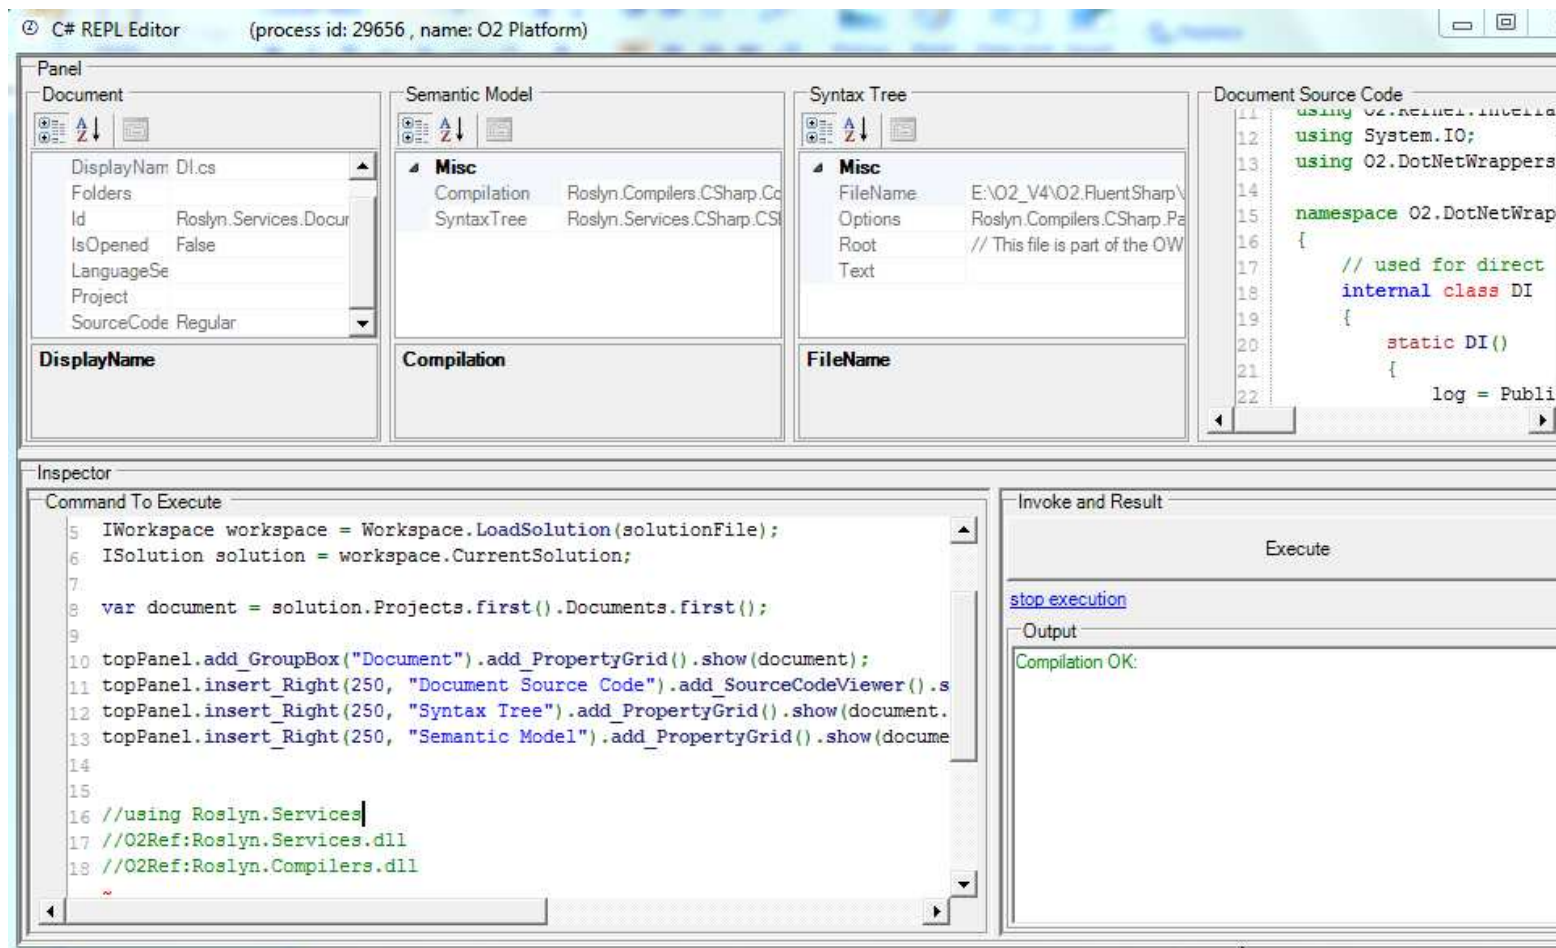 C# REPL Editor (process id: 29656 , name: O2 Platform)
Panel
Document
DisplayNam DI.cs
Folders
Id Roslyn.Services.Docur
IsOpened False
LanguageSe
Project
SourceCode Regular
DisplayName
Semantic Model
Misc
Compilation Roslyn.Compilers.CSharp.Co
SyntaxTree Roslyn.Services.CSharp.CSl
Compilation
Syntax Tree
Misc
FileName E:\O2_V4\O2.FluentSharp\
Options Roslyn.Compilers.CSharp.Pa
Root // This file is part of the OW
Text
FileName
Document Source Code
11 using O2.Kernel.Interfa
12 using System.IO;
13 using O2.DotNetWrappers
14
15 namespace O2.DotNetWrap
16 {
17 // used for direct
18 internal class DI
19 {
20 static DI()
21 {
22 log = Publi
Inspector
Command To Execute
5 IWorkspace workspace = Workspace.LoadSolution(solutionFile);
6 ISolution solution = workspace.CurrentSolution;
7
8 var document = solution.Projects.first().Documents.first();
9
10 topPanel.add_GroupBox("Document").add_PropertyGrid().show(document);
11 topPanel.insert_Right(250, "Document Source Code").add_SourceCodeViewer().s
12 topPanel.insert_Right(250, "Syntax Tree").add_PropertyGrid().show(document.
13 topPanel.insert_Right(250, "Semantic Model").add_PropertyGrid().show(docume
14
15
16 //using Roslyn.Services
17 //O2Ref:Roslyn.Services.dll
18 //O2Ref:Roslyn.Compilers.dll
~
Invoke and Result
Execute
stop execution
Output
Compilation OK: